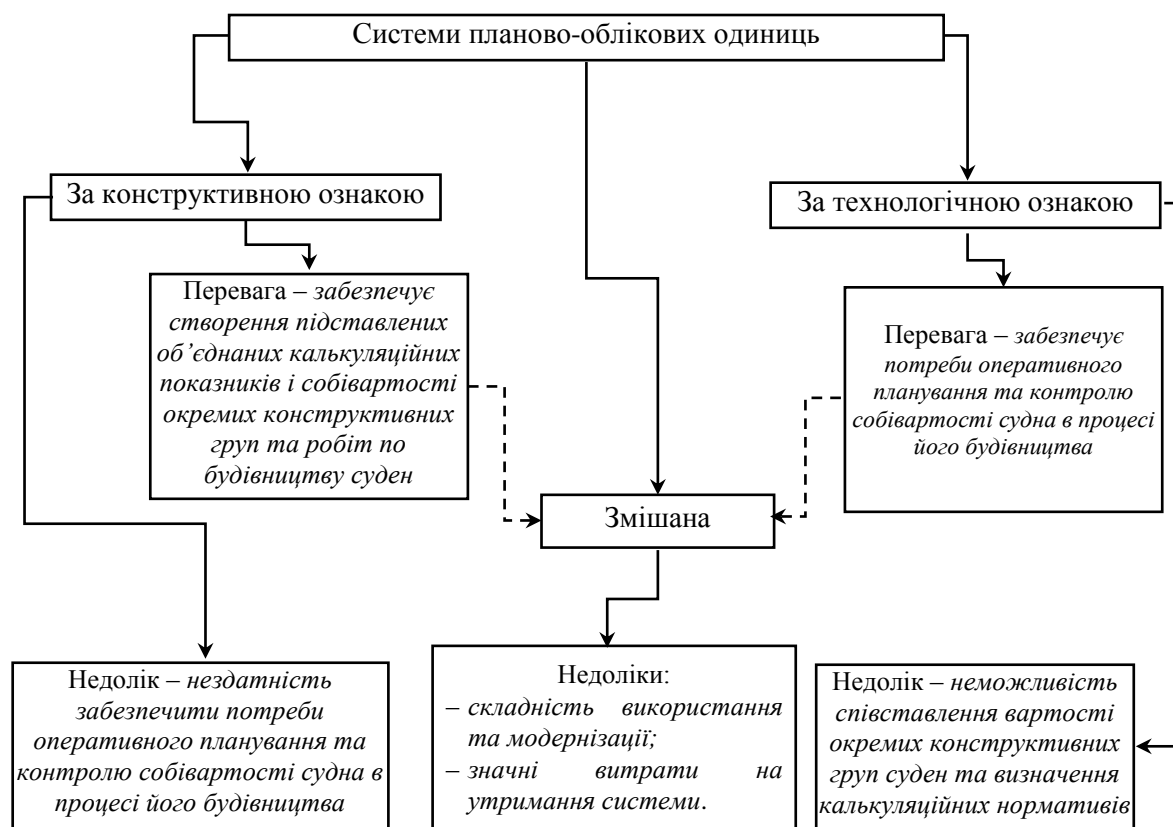 Системи планово-облікових одиниць
За конструктивною ознакою
За технологічною ознакою
Перевага – забезпечує
створення підставлених
об’єднаних калькуляційних
показників і собівартості
окремих конструктивних
груп та робіт по
будівництву суден
Перевага – забезпечує
потреби оперативного
планування та контролю
собівартості судна в процесі
його будівництва
Змішана
Недолік – нездатність
забезпечити потреби
оперативного планування та
контролю собівартості судна в
процесі його будівництва
Недоліки:
– складність використання
та модернізації;
– значні витрати на
утримання системи.
Недолік – неможливість
співставлення вартості
окремих конструктивних
груп суден та визначення
калькуляційних нормативів